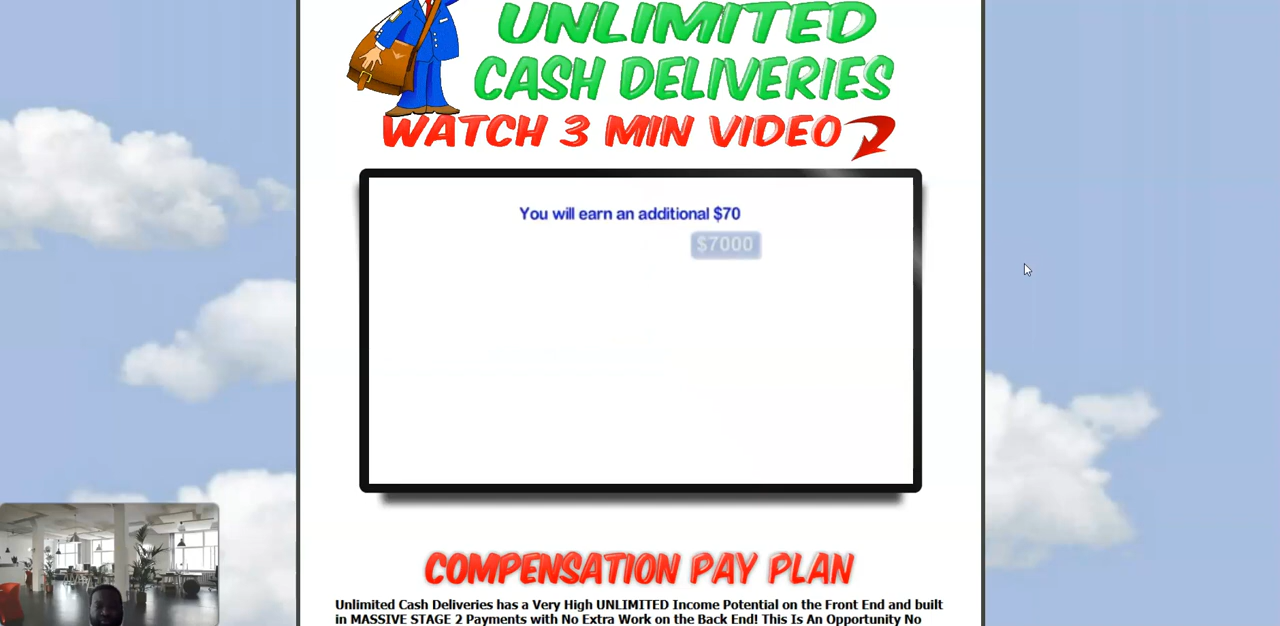 UNLIMITED
CASH DELIVERIES
WATCH 3 MIN VIDEO
You will earn an additional $70
$7000
COMPENSATION PAY PLAN
Unlimited Cash Deliveries has a Very High UNLIMITED Income Potential on the Front End and built
in MASSIVE STAGE 2 Payments with No Extra Work on the Back End! This Is An Opportunity No